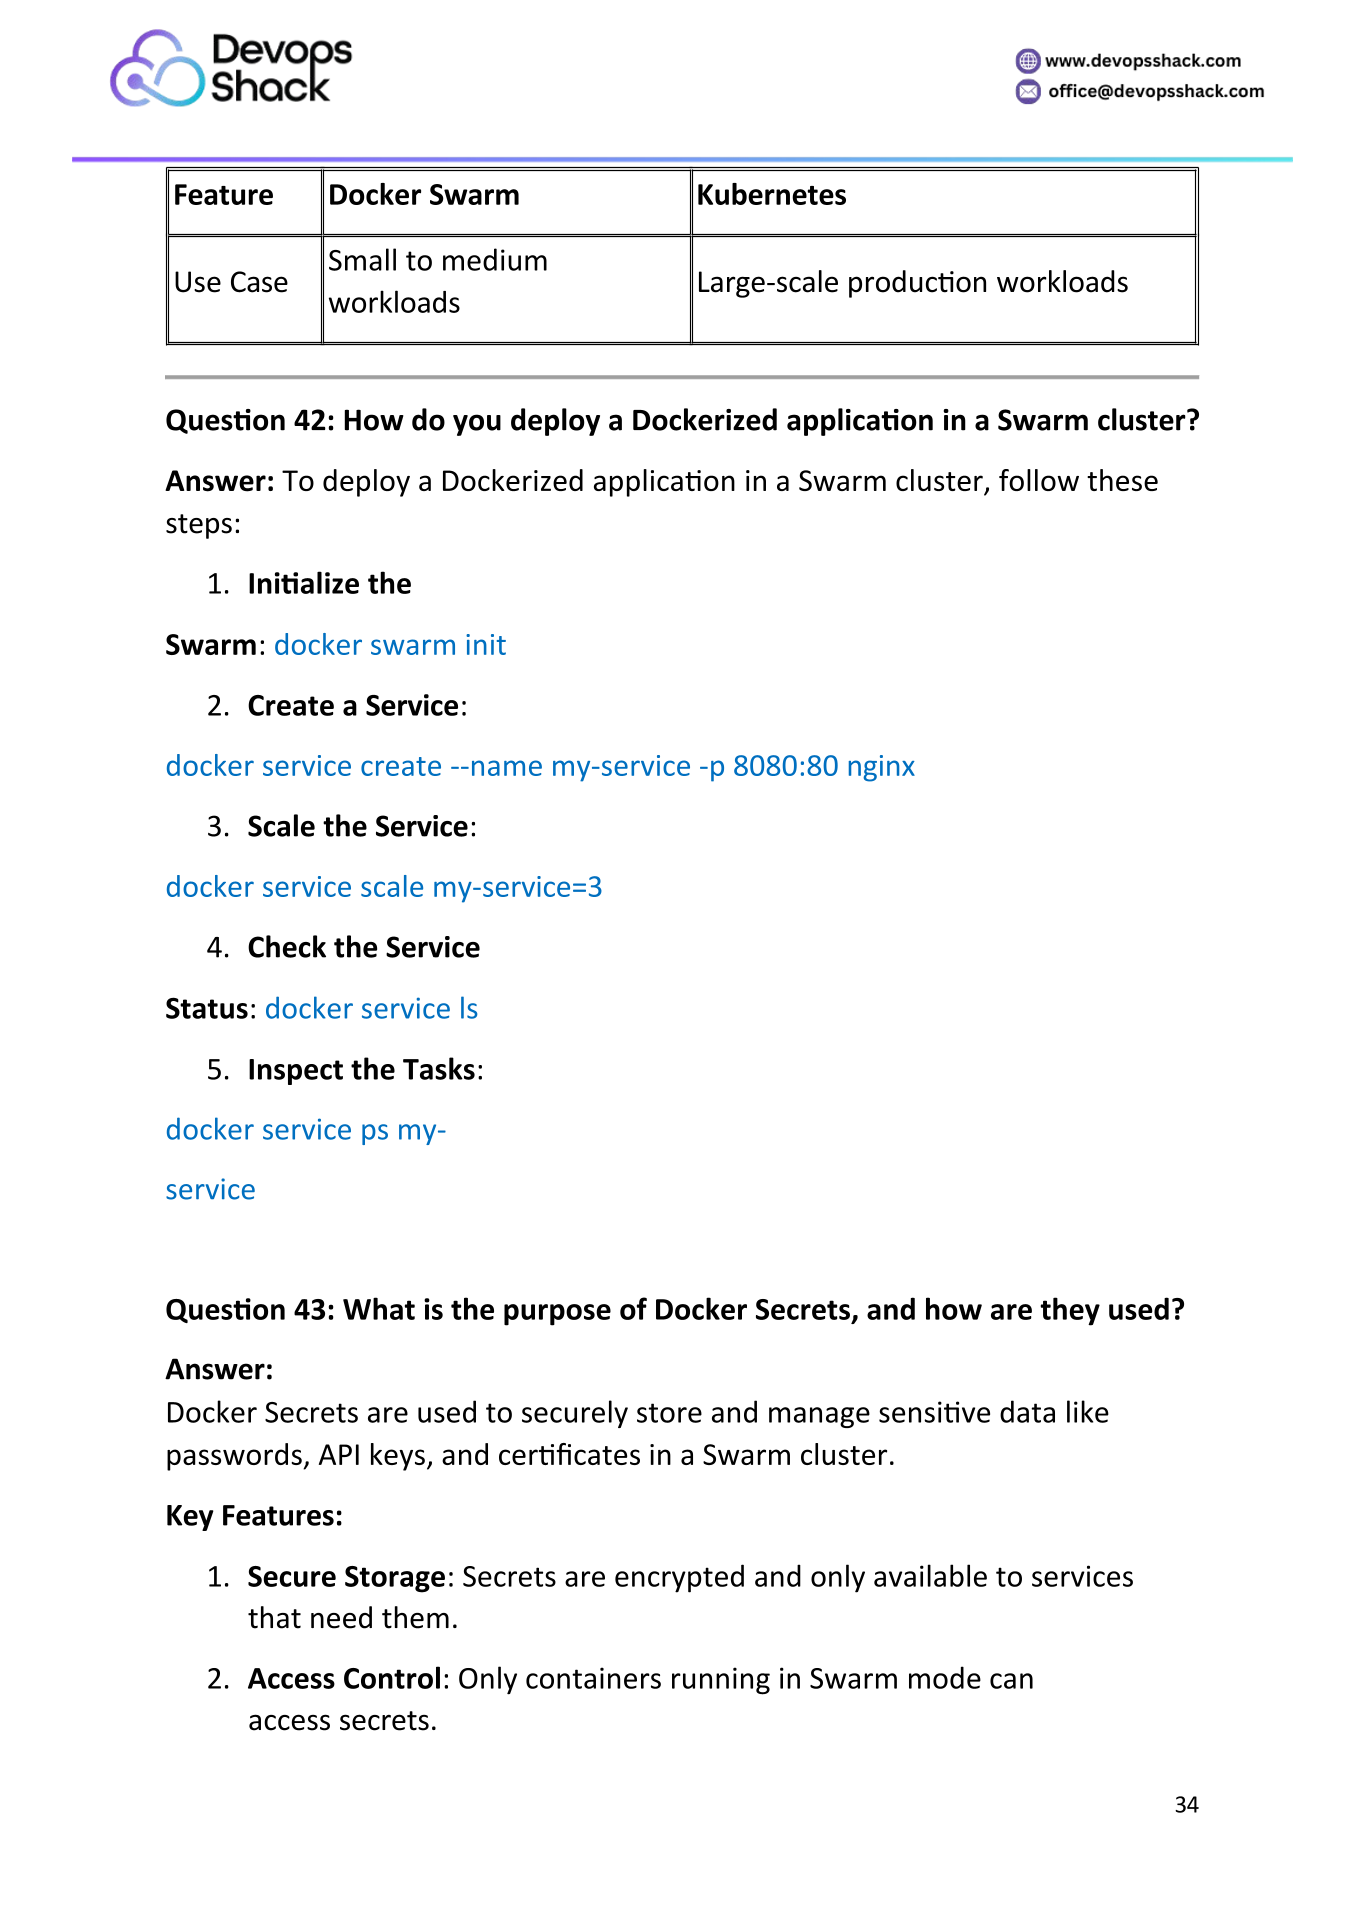 Devops
Shack
www.devopsshack.com
office@devopsshack.com
Feature Docker Swarm Kubernetes
Use Case Small to medium workloads Large-scale production workloads
Question 42: How do you deploy a Dockerized application in a Swarm cluster?
Answer: To deploy a Dockerized application in a Swarm cluster, follow these
steps:
1. Initialize the
Swarm: docker swarm init
2. Create a Service:
docker service create --name my-service -p 8080:80 nginx
3. Scale the Service:
docker service scale my-service=3
4. Check the Service
Status: docker service ls
5. Inspect the Tasks:
docker service ps my-
service
Question 43: What is the purpose of Docker Secrets, and how are they used?
Answer:
Docker Secrets are used to securely store and manage sensitive data like
passwords, API keys, and certificates in a Swarm cluster.
Key Features:
1. Secure Storage: Secrets are encrypted and only available to services
that need them.
2. Access Control: Only containers running in Swarm mode can
access secrets.
34